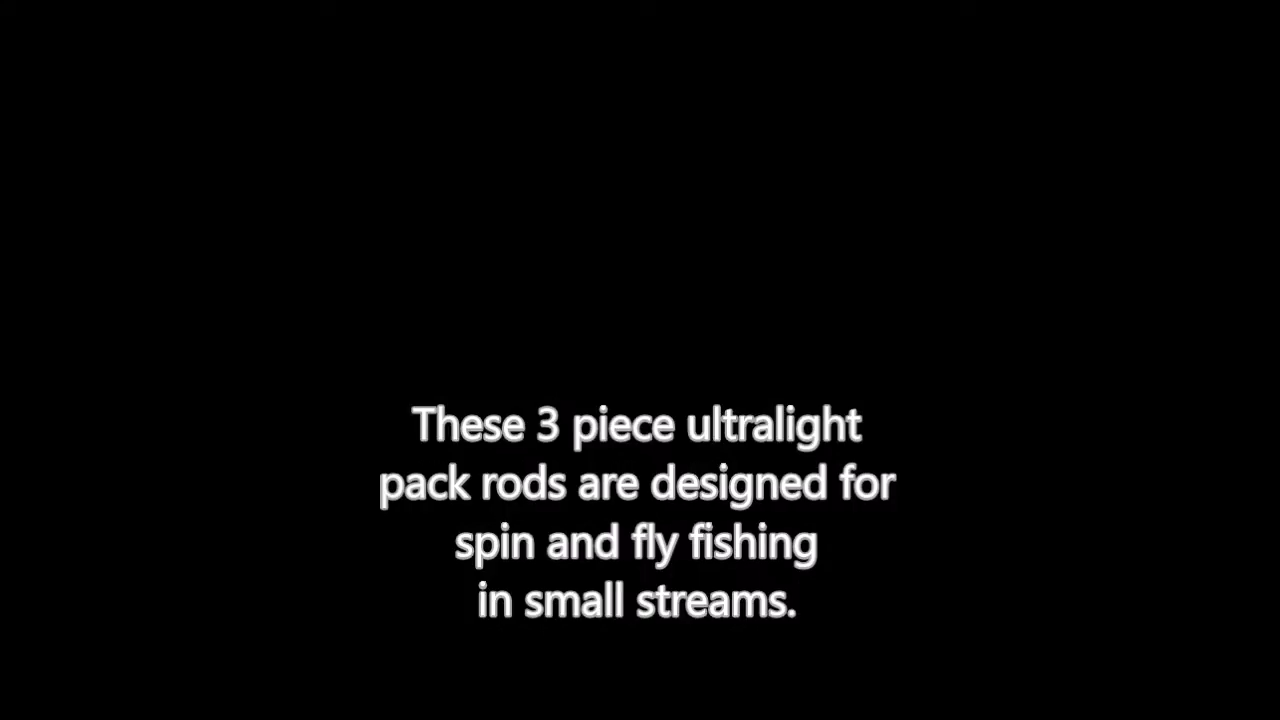 These 3 piece ultralight
pack rods are designed for
spin and fly fishing
in small streams.